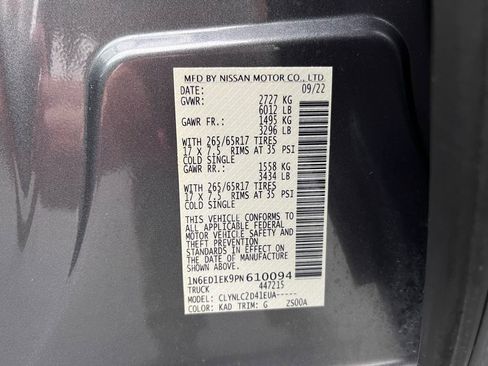 MFD BY NISSAN MOTOR CO., LTD.
DATE: 09/22
GVWR: 2727 KG
6012 LB
GAWR FR.: 1495 KG
3296 LB
WITH 265/65R17 TIRES
17 X 7.5 RIMS AT 35 PSI
COLD SINGLE
GAWR RR.: 1558 KG
3434 LB
WITH 265/65R17 TIRES
17 X 7.5 RIMS AT 35 PSI
COLD SINGLE
THIS VEHICLE CONFORMS TO
ALL APPLICABLE FEDERAL
MOTOR VEHICLE SAFETY
AND THEFT PREVENTION
STANDARDS IN EFFECT ON
THE DATE OF MANUFACTURE
SHOWN ABOVE.
1N6ED1EK9PN610094
TRUCK 447215
MODEL: CLYNLC2D41EUA-----
COLOR: KAD TRIM: G ZS00A